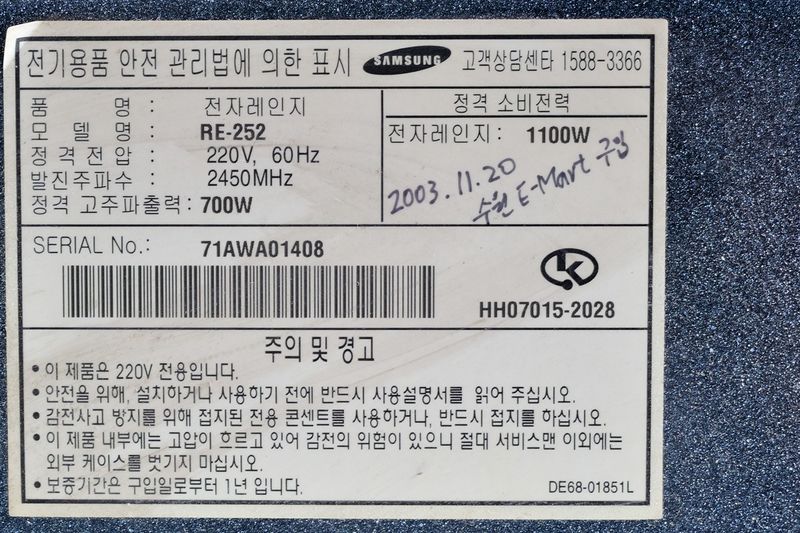 전기용품 안전 관리법에 의한 표시 SAMSUNG 고객상담센타 1588-3366
품 명 : 전자레인지
모 델 명 : RE-252
정 격 전 압 : 220V, 60Hz
발진주파수 : 2450MHz
정격 고주파출력 : 700W
정격 소비전력
전자레인지 : 1100W
2003.11.20
수원 E-Mart 구입
SERIAL No.: 71AWA01408
HH07015-2028
주의 및 경고
• 이 제품은 220V 전용입니다.
• 안전을 위해, 설치하거나 사용하기 전에 반드시 사용설명서를 읽어 주십시오.
• 감전사고 방지를 위해 접지된 전용 콘센트를 사용하거나, 반드시 접지를 하십시오.
• 이 제품 내부에는 고압이 흐르고 있어 감전의 위험이 있으니 절대 서비스맨 이외에는
외부 케이스를 벗기지 마십시오.
• 보증기간은 구입일로부터 1년 입니다.
DE68-01851L